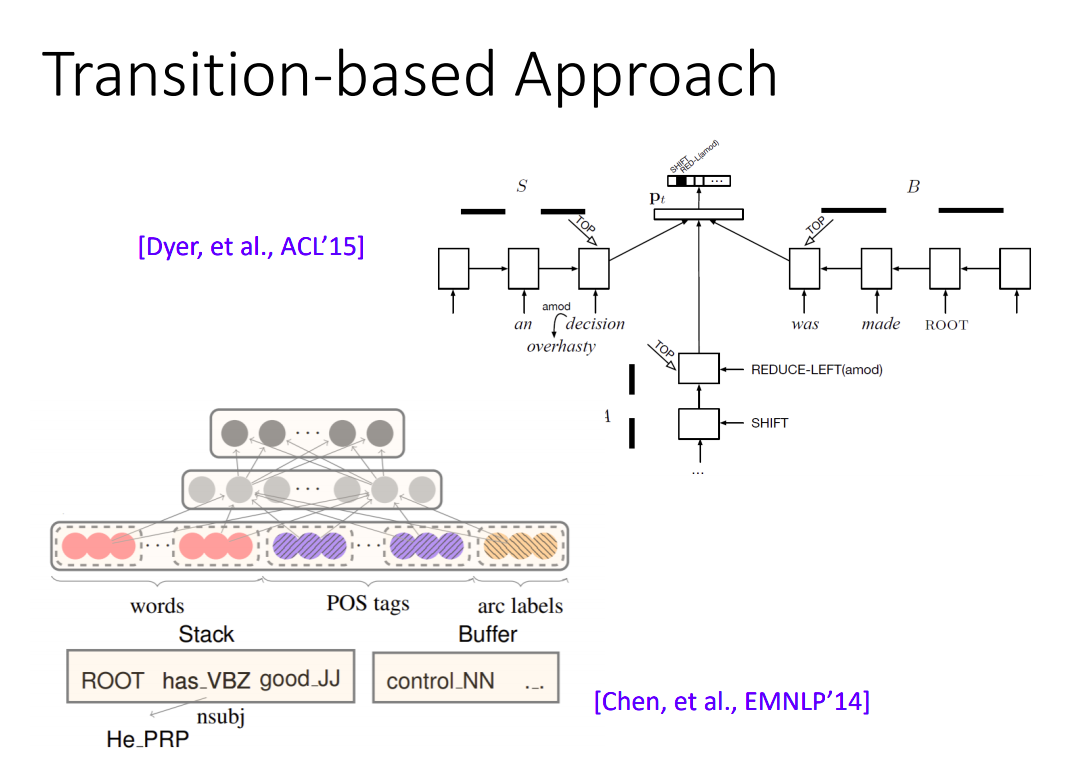 Transition-based Approach
[Dyer, et al., ACL'15]
SHIFT
RED-L(amod)
...
pt
S
B
TOP
TOP
amod
an decision
overhasty
was made ROOT
TOP
REDUCE-LEFT(amod)
SHIFT
...
...
...
... ...
words POS tags arc labels
Stack Buffer
ROOT has_VBZ good_JJ
control_NN ._.
nsubj
He_PRP
[Chen, et al., EMNLP'14]